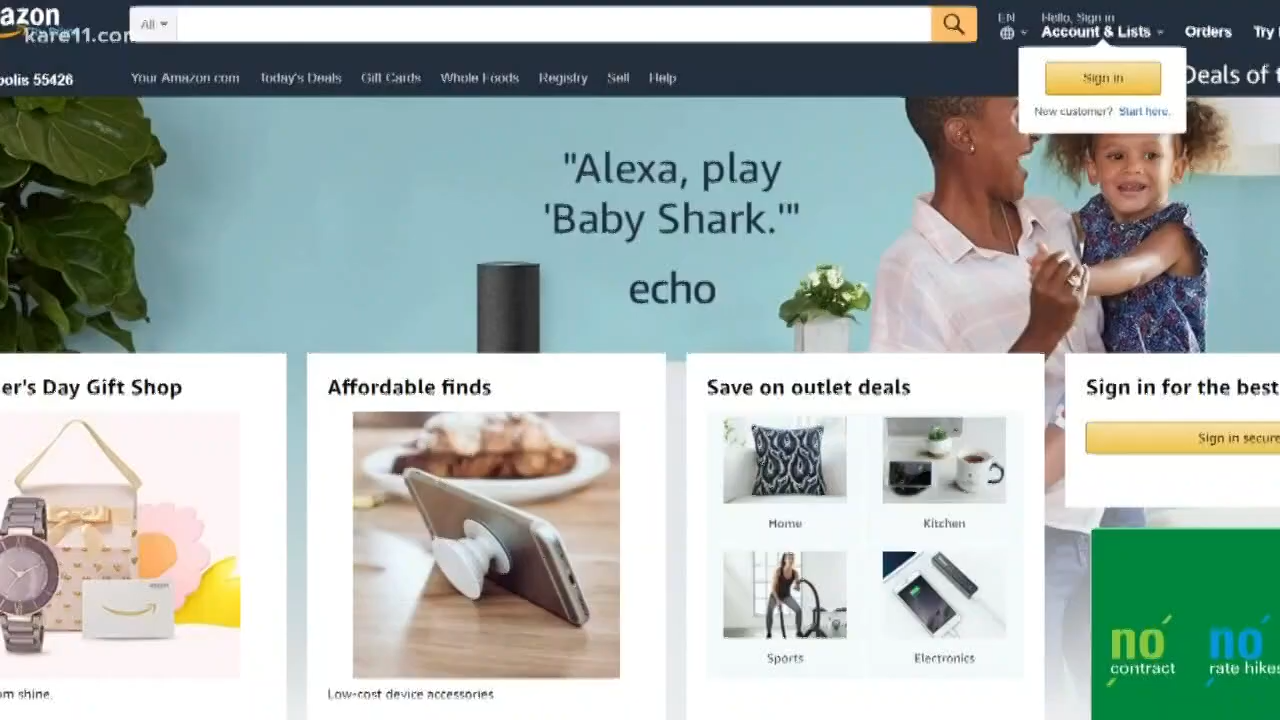 azon
kare11.com
All
EN
Hello, Sign in
Account & Lists
Orders
Try
polis 55426
Your Amazon.com
Today's Deals
Gift Cards
Whole Foods
Registry
Sell
Help
Sign in
New customer? Start here.
Deals of t
"Alexa, play
'Baby Shark.'"
echo
er's Day Gift Shop
Affordable finds
Save on outlet deals
Sign in for the best
Sign in secure
Home
Kitchen
Sports
Electronics
om shine.
Low-cost device accessories
no
contract
no
rate hikes